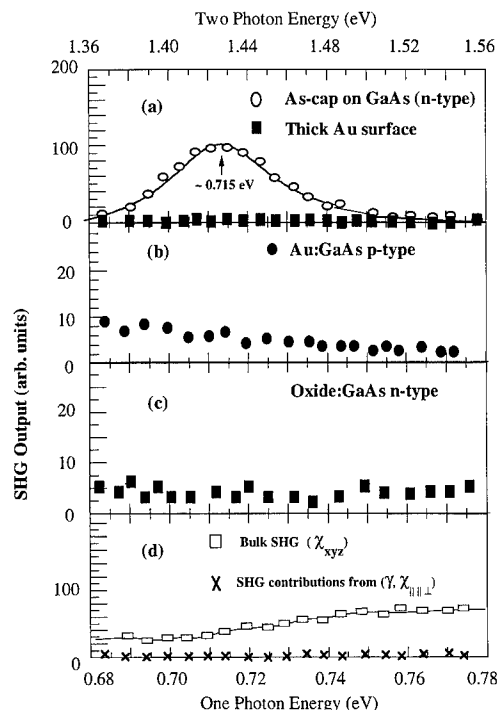 Two Photon Energy (eV)
1.36 1.40 1.44 1.48 1.52 1.56
200
(a)
As-cap on GaAs (n-type)
Thick Au surface
100
~ 0.715 eV
0
(b)
Au:GaAs p-type
20
10
0
SHG Output (arb. units)
(c)
Oxide:GaAs n-type
20
10
0
(d)
Bulk SHG (χxyz)
SHG contributions from (γ, χ||||⊥)
100
0
0.68 0.70 0.72 0.74 0.76 0.78
One Photon Energy (eV)